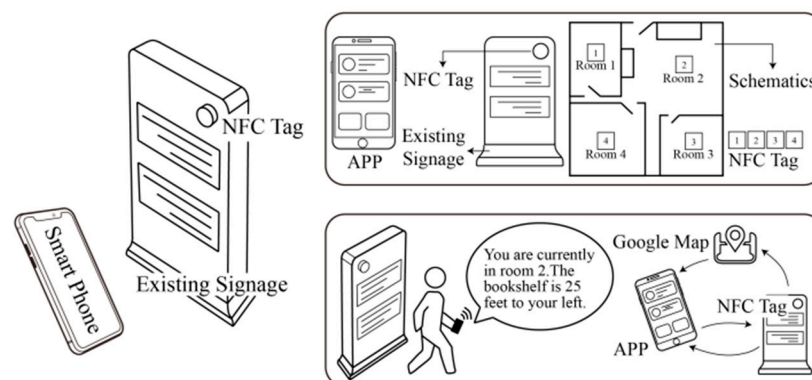 NFC Tag
Existing Signage
Smart Phone
APP
NFC Tag
Existing
Signage
1
Room 1
2
Room 2
3
Room 3
4
Room 4
Schematics
1 2 3 4
NFC Tag
You are currently
in room 2.The
bookshelf is 25
feet to your left.
Google Map
NFC Tag
APP